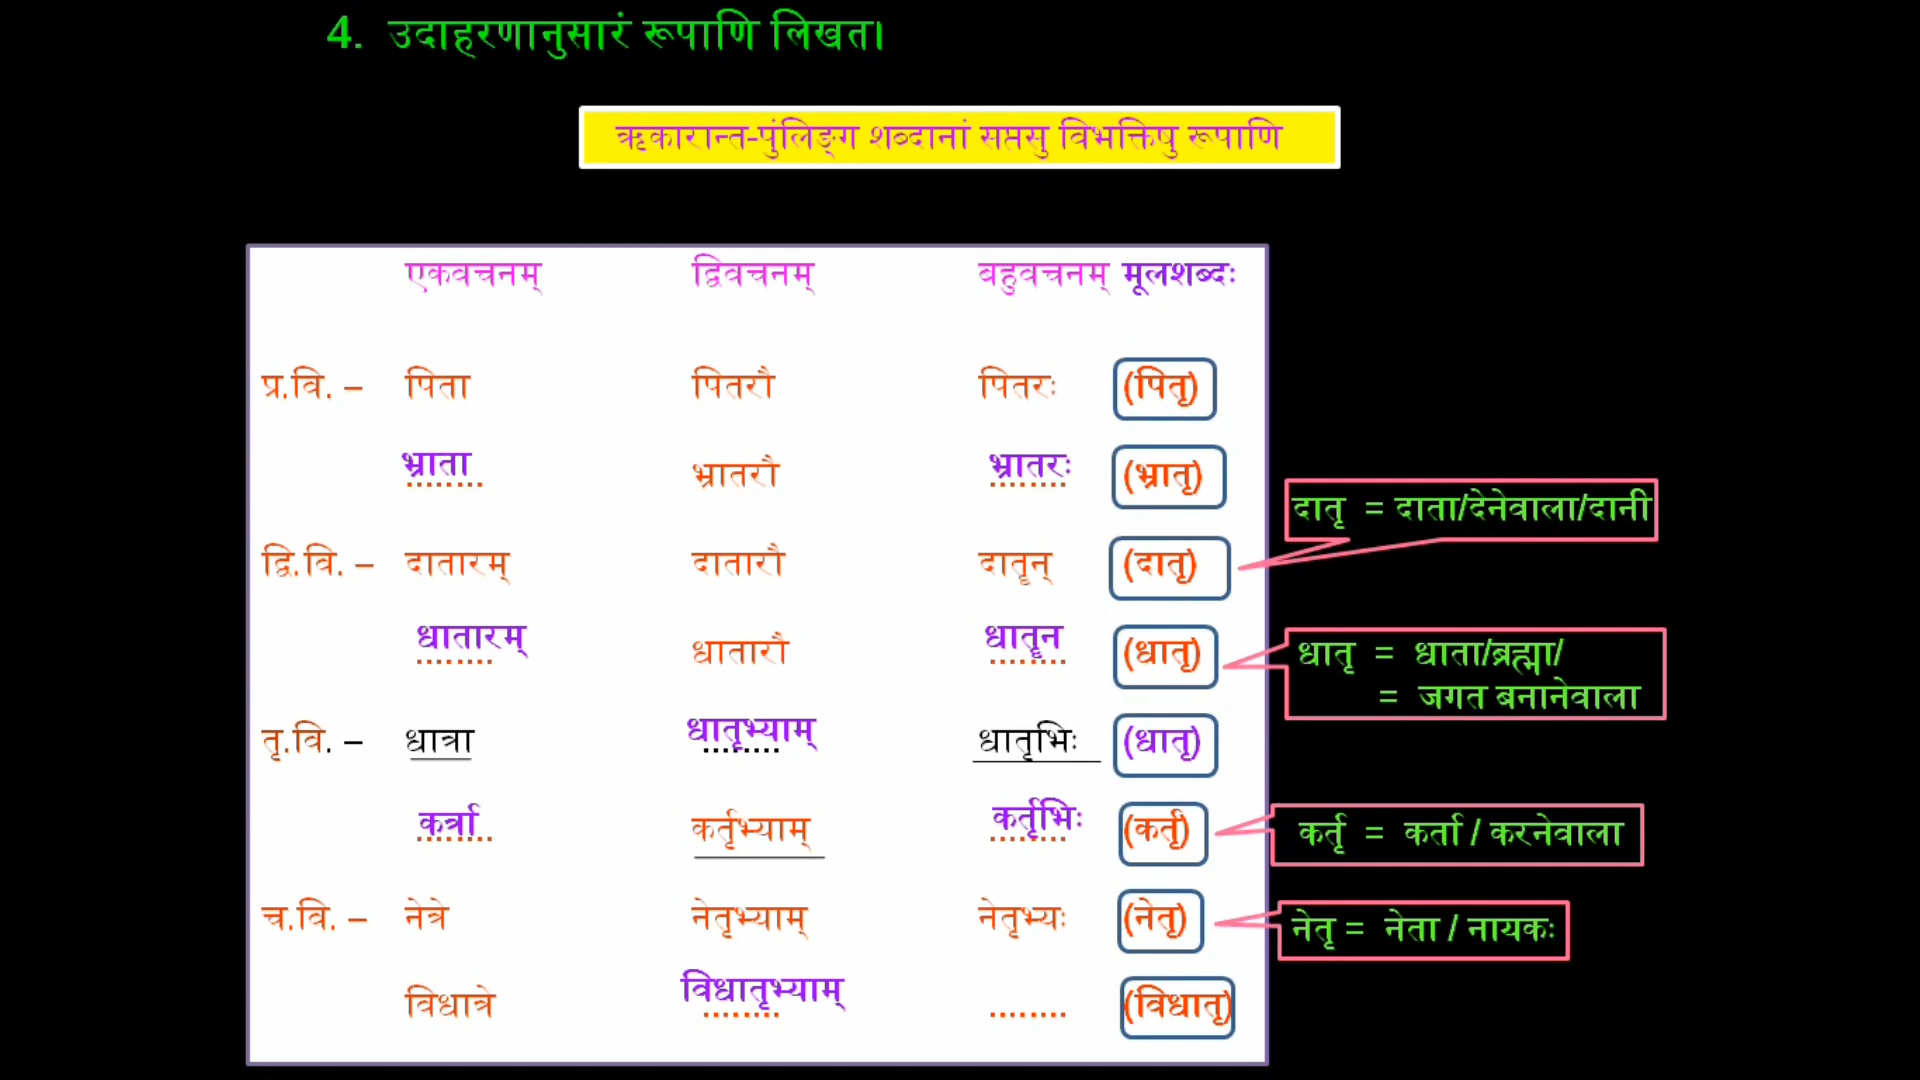 4. उदाहरणानुसारं रूपाणि लिखत।
ऋकारान्त-पुंलिङ्ग शब्दानां सप्तसु विभक्तिषु रूपाणि
एकवचनम् द्विवचनम् बहुवचनम् मूलशब्दः
प्र.वि. – पिता पितरौ पितरः (पितृ)
भ्राता भ्रातरौ भ्रातरः (भ्रातृ)
दातृ = दाता/देनेवाला/दानी
द्वि.वि. – दातारम् दातारौ दातॄन् (दातृ)
धातारम् धातारौ धातॄन (धातृ)
धातृ = धाता/ब्रह्मा/
= जगत बनानेवाला
तृ.वि. – धात्रा धातृभ्याम् धातृभिः (धातृ)
कर्त्रा कर्तृभ्याम् कर्तृभिः (कर्तृ)
कर्तृ = कर्ता / करनेवाला
च.वि. – नेत्रे नेतृभ्याम् नेतृभ्यः (नेतृ)
नेतृ = नेता / नायकः
विधात्रे विधातृभ्याम् ........ (विधातृ)